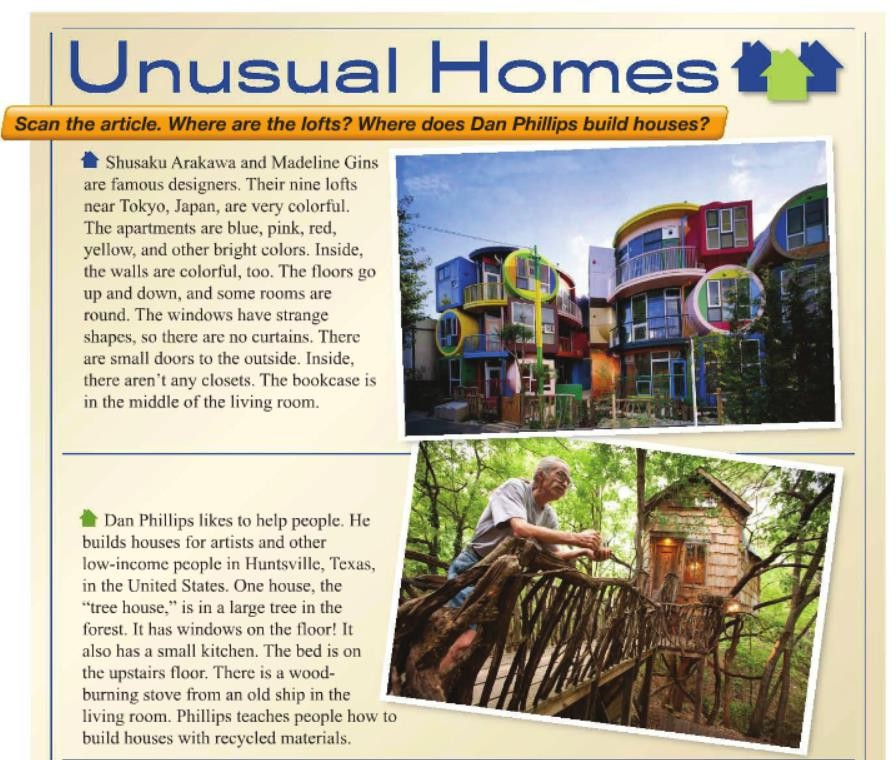 Unusual Homes
Scan the article. Where are the lofts? Where does Dan Phillips build houses?
Shusaku Arakawa and Madeline Gins
are famous designers. Their nine lofts
near Tokyo, Japan, are very colorful.
The apartments are blue, pink, red,
yellow, and other bright colors. Inside,
the walls are colorful, too. The floors go
up and down, and some rooms are
round. The windows have strange
shapes, so there are no curtains. There
are small doors to the outside. Inside,
there aren't any closets. The bookcase is
in the middle of the living room.
Dan Phillips likes to help people. He
builds houses for artists and other
low-income people in Huntsville, Texas,
in the United States. One house, the
“tree house,” is in a large tree in the
forest. It has windows on the floor! It
also has a small kitchen. The bed is on
the upstairs floor. There is a wood-
burning stove from an old ship in the
living room. Phillips teaches people how to
build houses with recycled materials.